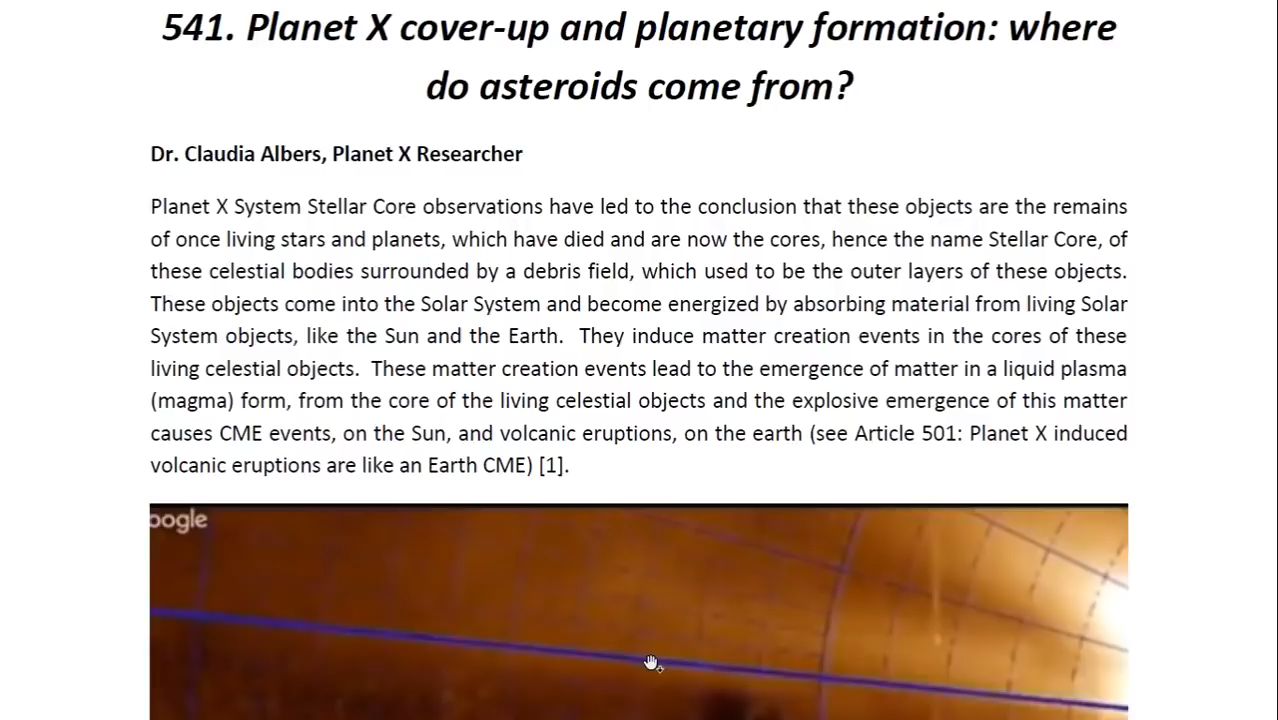 541. Planet X cover-up and planetary formation: where
do asteroids come from?
Dr. Claudia Albers, Planet X Researcher
Planet X System Stellar Core observations have led to the conclusion that these objects are the remains
of once living stars and planets, which have died and are now the cores, hence the name Stellar Core, of
these celestial bodies surrounded by a debris field, which used to be the outer layers of these objects.
These objects come into the Solar System and become energized by absorbing material from living Solar
System objects, like the Sun and the Earth. They induce matter creation events in the cores of these
living celestial objects. These matter creation events lead to the emergence of matter in a liquid plasma
(magma) form, from the core of the living celestial objects and the explosive emergence of this matter
causes CME events, on the Sun, and volcanic eruptions, on the earth (see Article 501: Planet X induced
volcanic eruptions are like an Earth CME) [1].
oogle